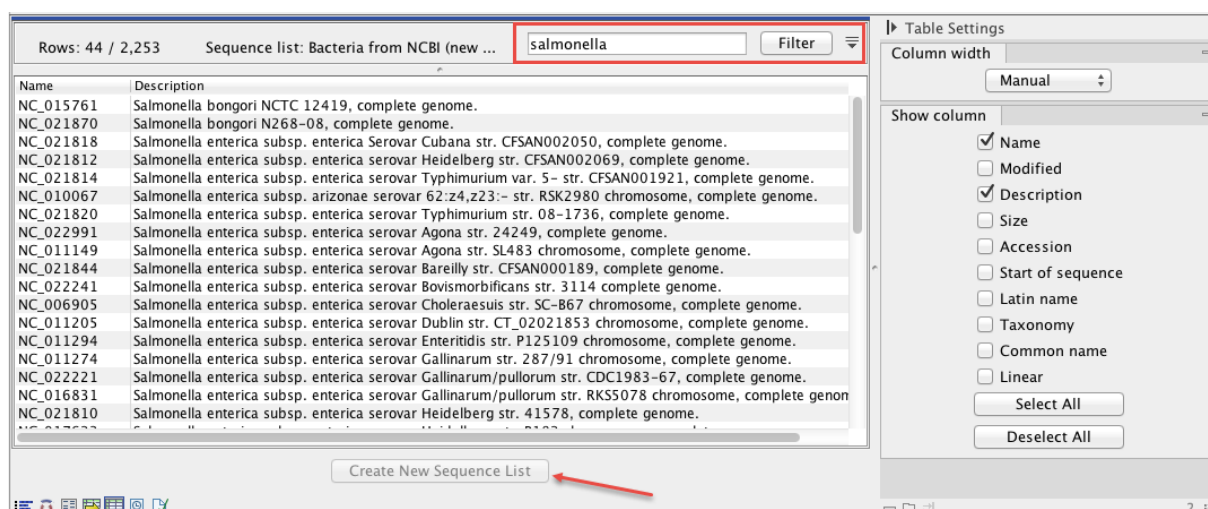 Rows: 44 / 2,253 Sequence list: Bacteria from NCBI (new ... salmonella Filter
Name Description
NC_015761 Salmonella bongori NCTC 12419, complete genome.
NC_021870 Salmonella bongori N268-08, complete genome.
NC_021818 Salmonella enterica subsp. enterica Serovar Cubana str. CFSAN002050, complete genome.
NC_021812 Salmonella enterica subsp. enterica serovar Heidelberg str. CFSAN002069, complete genome.
NC_021814 Salmonella enterica subsp. enterica serovar Typhimurium var. 5- str. CFSAN001921, complete genome.
NC_010067 Salmonella enterica subsp. arizonae serovar 62:z4,z23:- str. RSK2980 chromosome, complete genome.
NC_021820 Salmonella enterica subsp. enterica serovar Typhimurium str. 08-1736, complete genome.
NC_022991 Salmonella enterica subsp. enterica serovar Agona str. 24249, complete genome.
NC_011149 Salmonella enterica subsp. enterica serovar Agona str. SL483 chromosome, complete genome.
NC_021844 Salmonella enterica subsp. enterica serovar Bareilly str. CFSAN000189, complete genome.
NC_022241 Salmonella enterica subsp. enterica serovar Bovismorbificans str. 3114 complete genome.
NC_006905 Salmonella enterica subsp. enterica serovar Choleraesuis str. SC-B67 chromosome, complete genome.
NC_011205 Salmonella enterica subsp. enterica serovar Dublin str. CT_02021853 chromosome, complete genome.
NC_011294 Salmonella enterica subsp. enterica serovar Enteritidis str. P125109 chromosome, complete genome.
NC_011274 Salmonella enterica subsp. enterica serovar Gallinarum str. 287/91 chromosome, complete genome.
NC_022221 Salmonella enterica subsp. enterica serovar Gallinarum/pullorum str. CDC1983-67, complete genome.
NC_016831 Salmonella enterica subsp. enterica serovar Gallinarum/pullorum str. RKS5078 chromosome, complete genom
NC_021810 Salmonella enterica subsp. enterica serovar Heidelberg str. 41578, complete genome.
Create New Sequence List
Table Settings
Column width
Manual
Show column
Name
Modified
Description
Size
Accession
Start of sequence
Latin name
Taxonomy
Common name
Linear
Select All
Deselect All